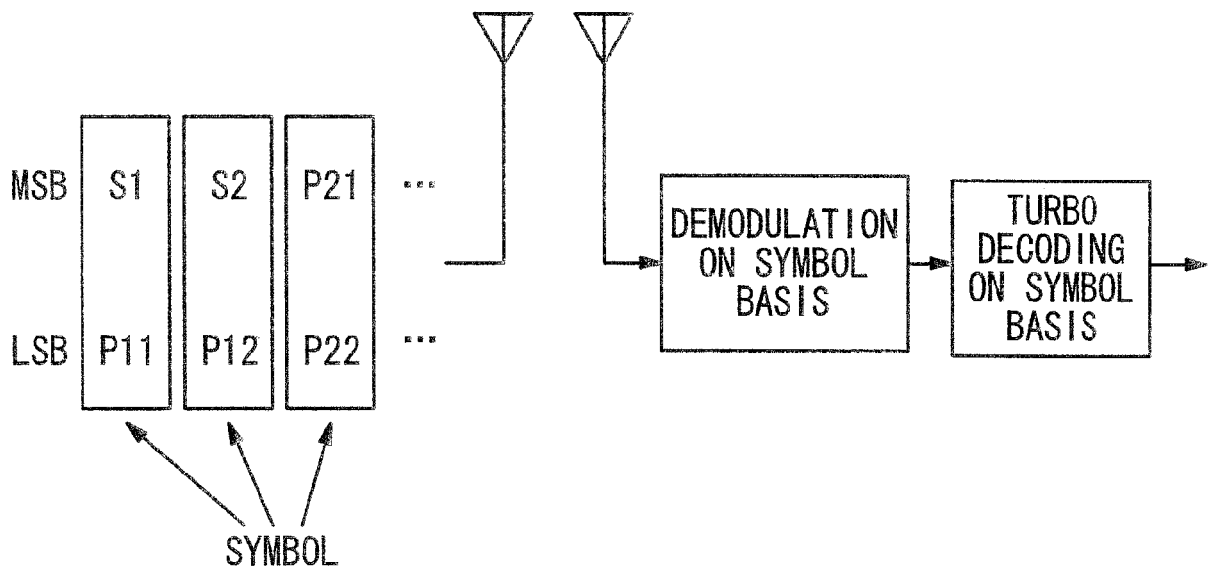 MSB S1 S2 P21 ...
LSB P11 P12 P22 ...
SYMBOL
DEMODULATION
ON SYMBOL
BASIS
TURBO
DECODING
ON SYMBOL
BASIS